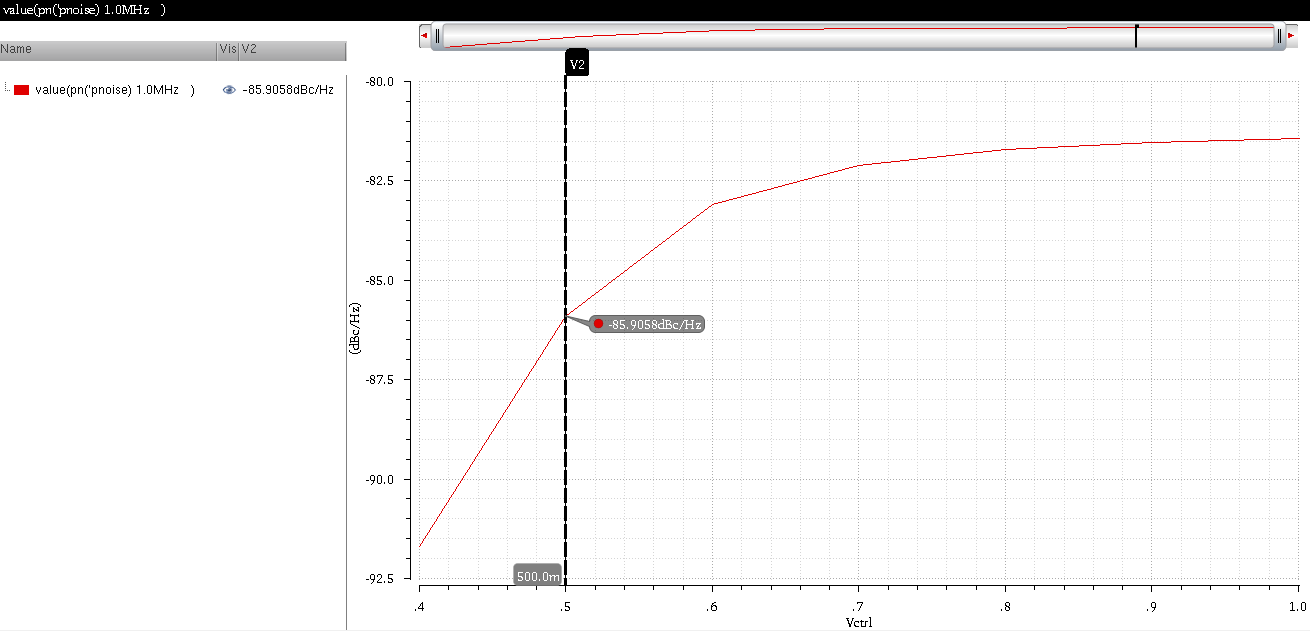 value(pn('pnoise) 1.0MHz )
Name Vis V2
value(pn('pnoise) 1.0MHz ) -85.9058dBc/Hz
V2
-80.0
-82.5
-85.0
-87.5
-90.0
-92.5
(dBc/Hz)
-85.9058dBc/Hz
500.0m
.4 .5 .6 .7 .8 .9 1.0
Vctrl